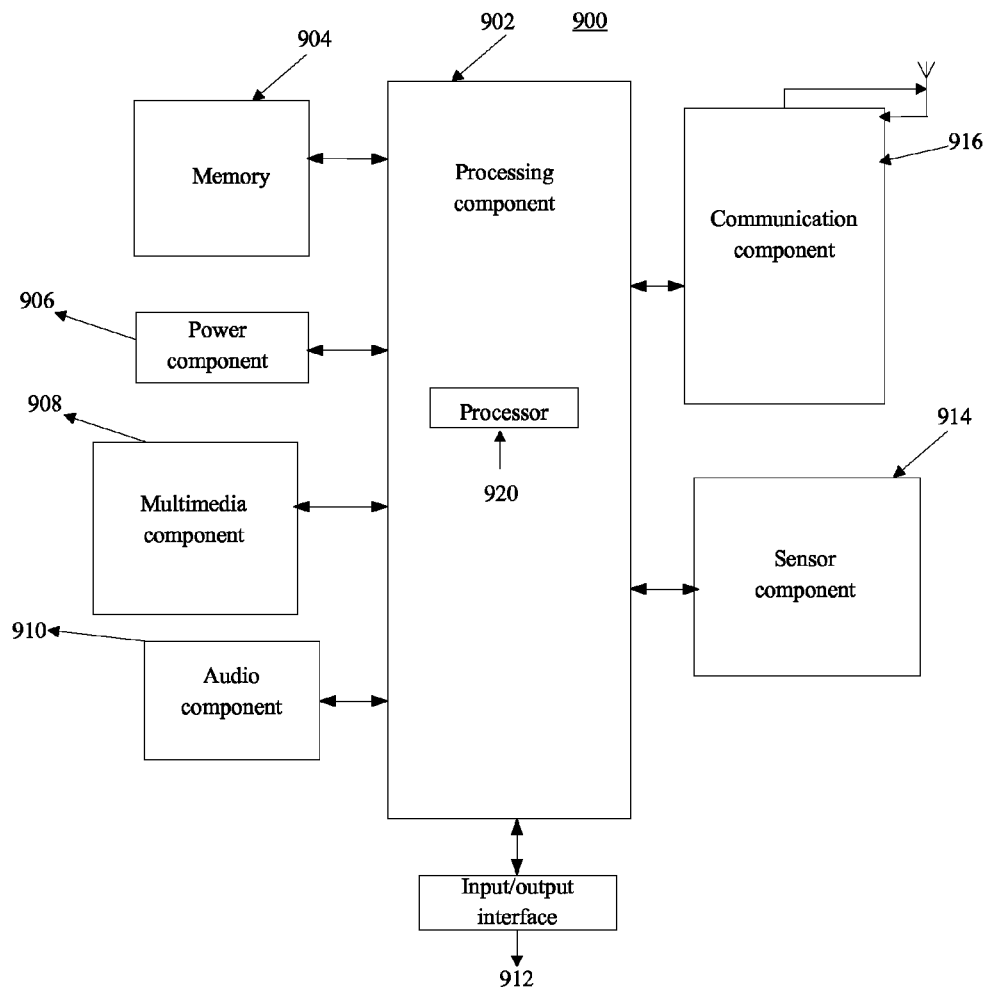 902
900
904
Memory
Processing
component
916
Communication
component
906
Power
component
908
Processor
920
914
Multimedia
component
Sensor
component
910
Audio
component
Input/output
interface
912